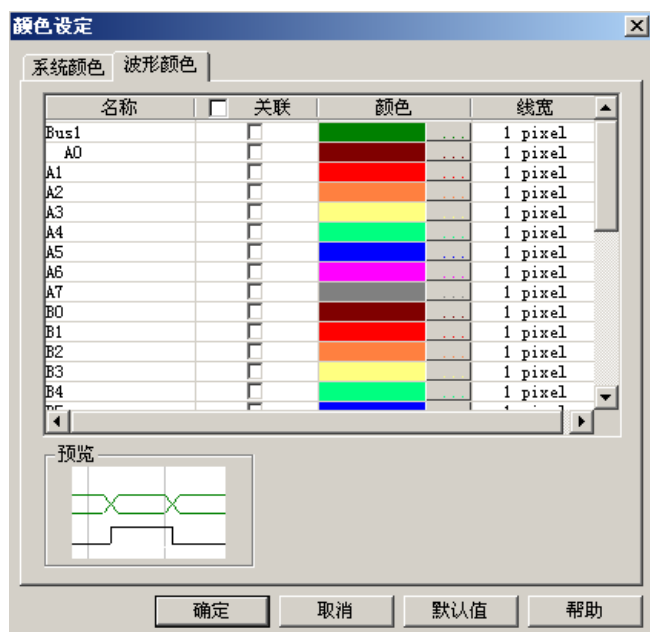 颜色设定
系统颜色 波形颜色
名称 关联 颜色 线宽
Bus1 ... 1 pixel
A0 ... 1 pixel
A1 ... 1 pixel
A2 ... 1 pixel
A3 ... 1 pixel
A4 ... 1 pixel
A5 ... 1 pixel
A6 ... 1 pixel
A7 ... 1 pixel
B0 ... 1 pixel
B1 ... 1 pixel
B2 ... 1 pixel
B3 ... 1 pixel
B4 ... 1 pixel
预览
确定 取消 默认值 帮助